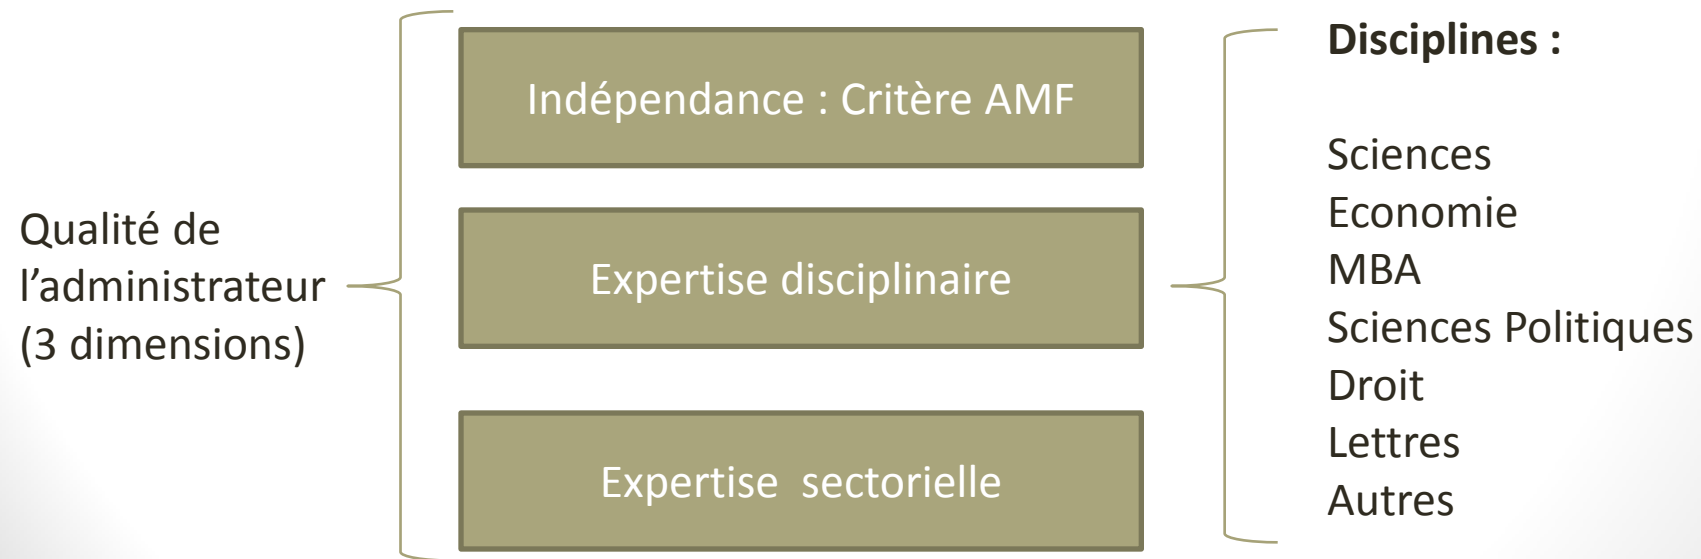 Qualité de
l’administrateur
(3 dimensions)
Indépendance : Critère AMF
Expertise disciplinaire
Expertise  sectorielle
Disciplines :
Sciences
Economie
MBA
Sciences Politiques
Droit
Lettres
Autres